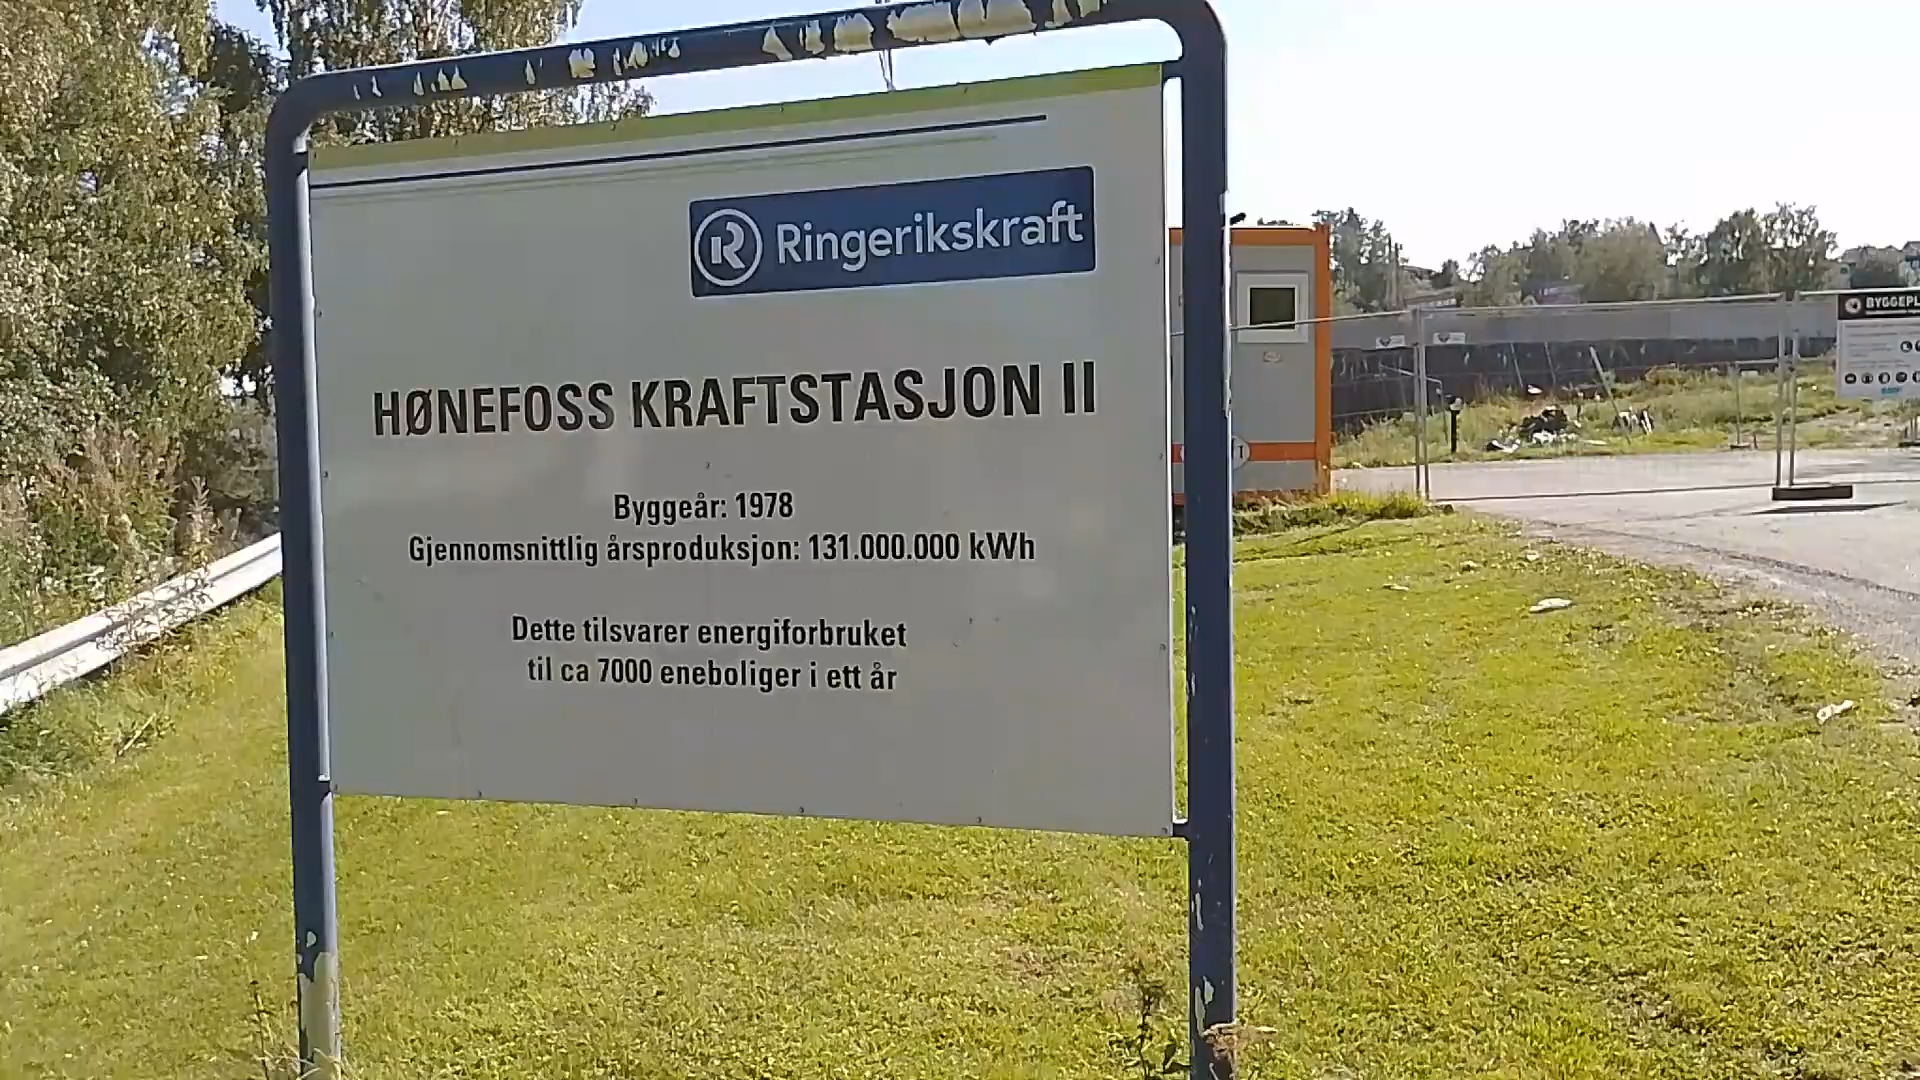 Ringerikskraft
HØNEFOSS KRAFTSTASJON II
Byggeår: 1978
Gjennomsnittlig årsproduksjon: 131.000.000 kWh
Dette tilsvarer energiforbruket
til ca 7000 eneboliger i ett år